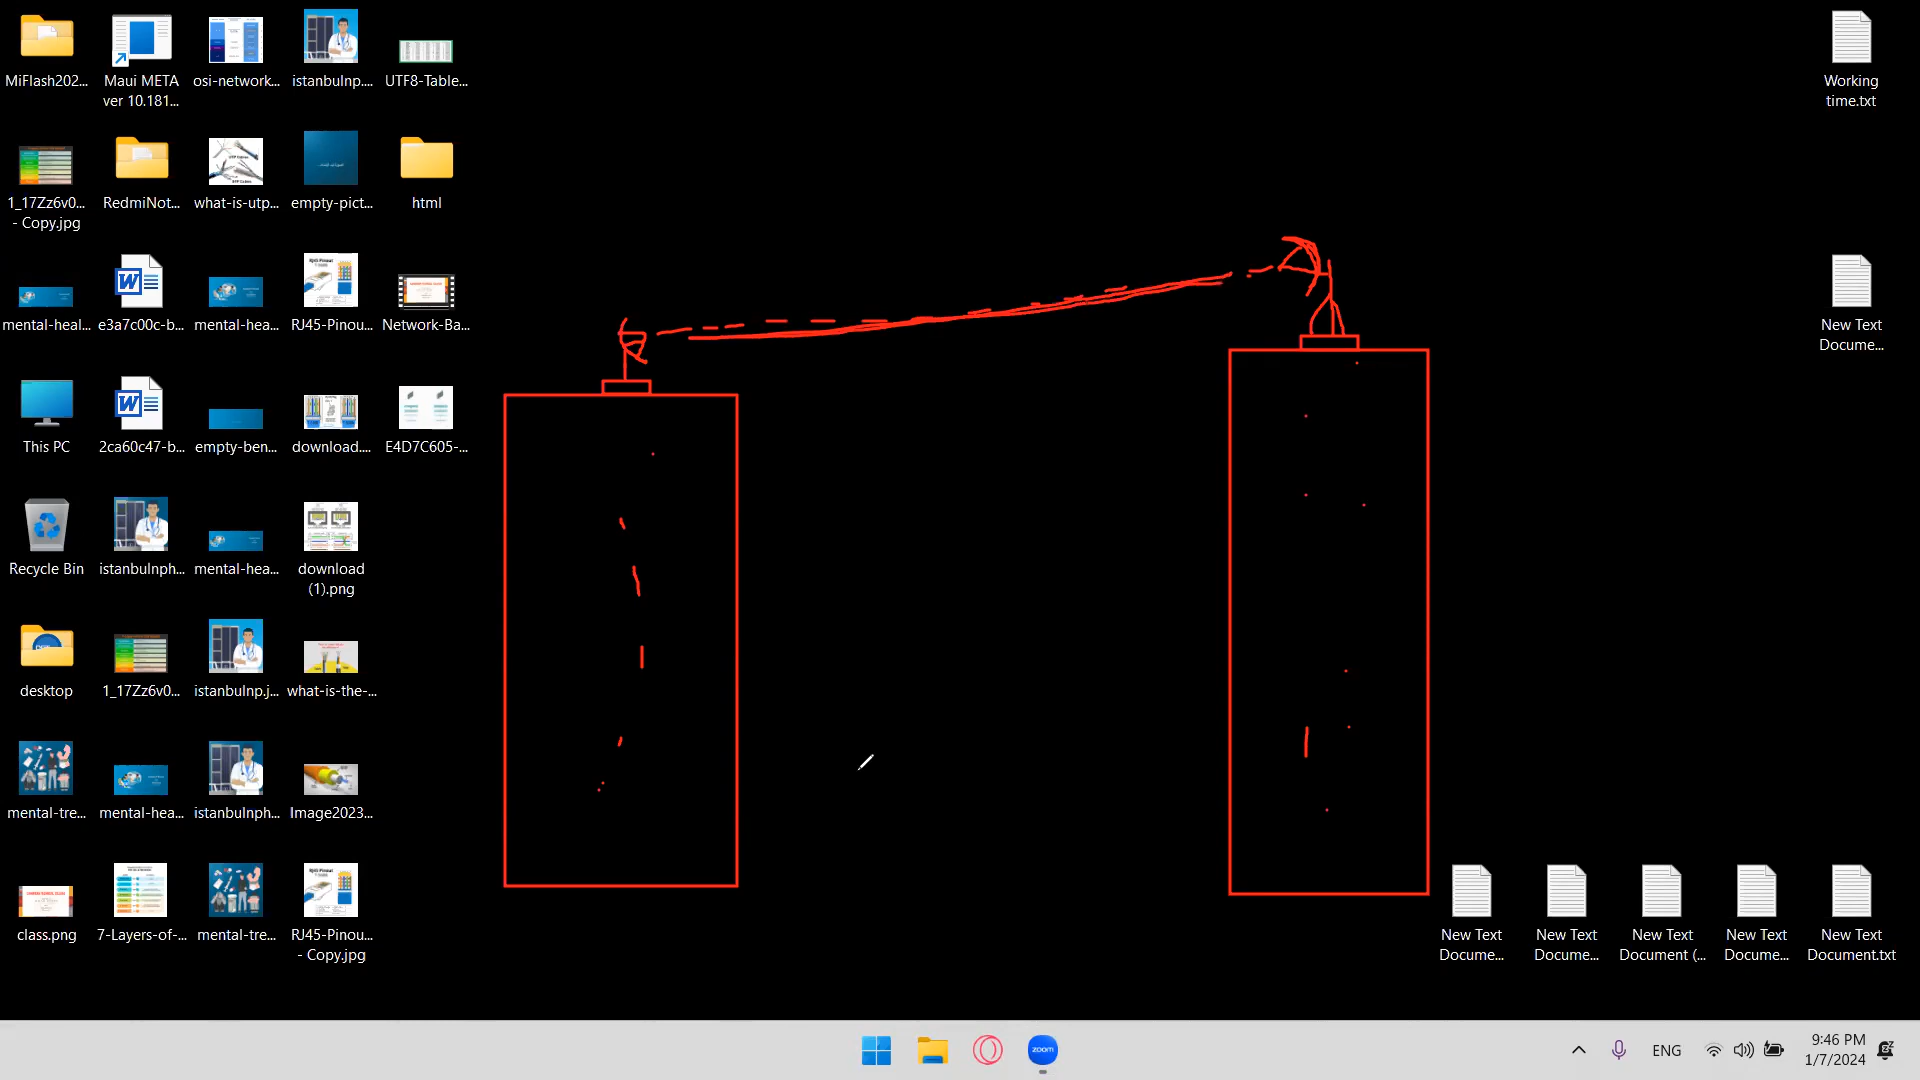 MiFlash202...
Maui META
ver 10.181...
osi-network...
istanbulnp....
UTF8-Table...
Working
time.txt
1_17Zz6v0...
- Copy.jpg
RedmiNot...
what-is-utp...
empty-pict...
html
mental-heal...
e3a7c00c-b...
mental-hea...
RJ45-Pinou...
Network-Ba...
New Text
Docume...
This PC
2ca60c47-b...
empty-ben...
download....
E4D7C605-...
Recycle Bin
istanbulnph...
mental-hea...
download
(1).png
desktop
1_17Zz6v0...
istanbulnp.j...
what-is-the-...
mental-tre...
mental-hea...
istanbulnph...
Image2023...
class.png
7-Layers-of-...
mental-tre...
RJ45-Pinou...
- Copy.jpg
New Text
Docume...
New Text
Docume...
New Text
Document (...
New Text
Docume...
New Text
Document.txt
zoom
ENG
9:46 PM
1/7/2024